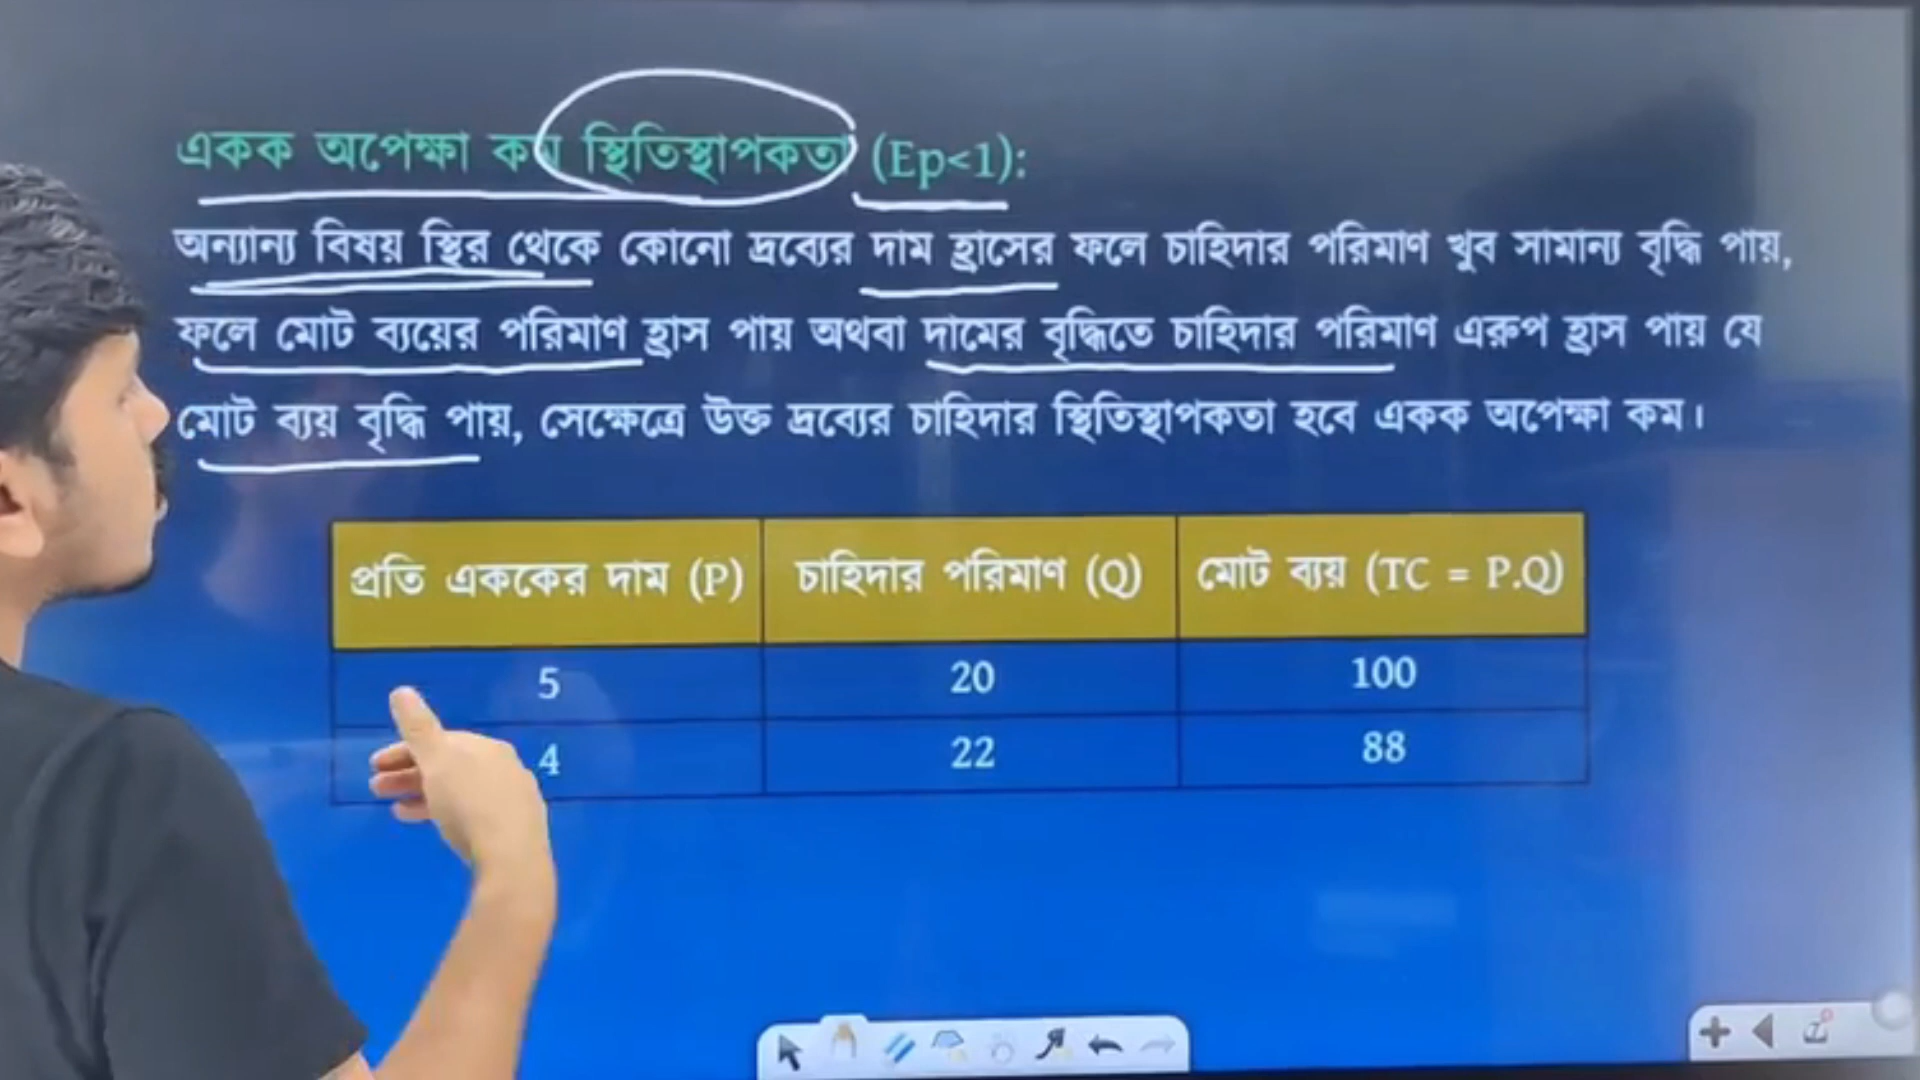 একক অপেক্ষা কম স্থিতিস্থাপকতা (Ep<1):
অন্যান্য বিষয় স্থির থেকে কোনো দ্রব্যের দাম হ্রাসের ফলে চাহিদার পরিমাণ খুব সামান্য বৃদ্ধি পায়,
ফলে মোট ব্যয়ের পরিমাণ হ্রাস পায় অথবা দামের বৃদ্ধিতে চাহিদার পরিমাণ এরুপ হ্রাস পায় যে
মোট ব্যয় বৃদ্ধি পায়, সেক্ষেত্রে উক্ত দ্রব্যের চাহিদার স্থিতিস্থাপকতা হবে একক অপেক্ষা কম।
প্রতি এককের দাম (P) চাহিদার পরিমাণ (Q) মোট ব্যয় (TC = P.Q)
5 20 100
4 22 88